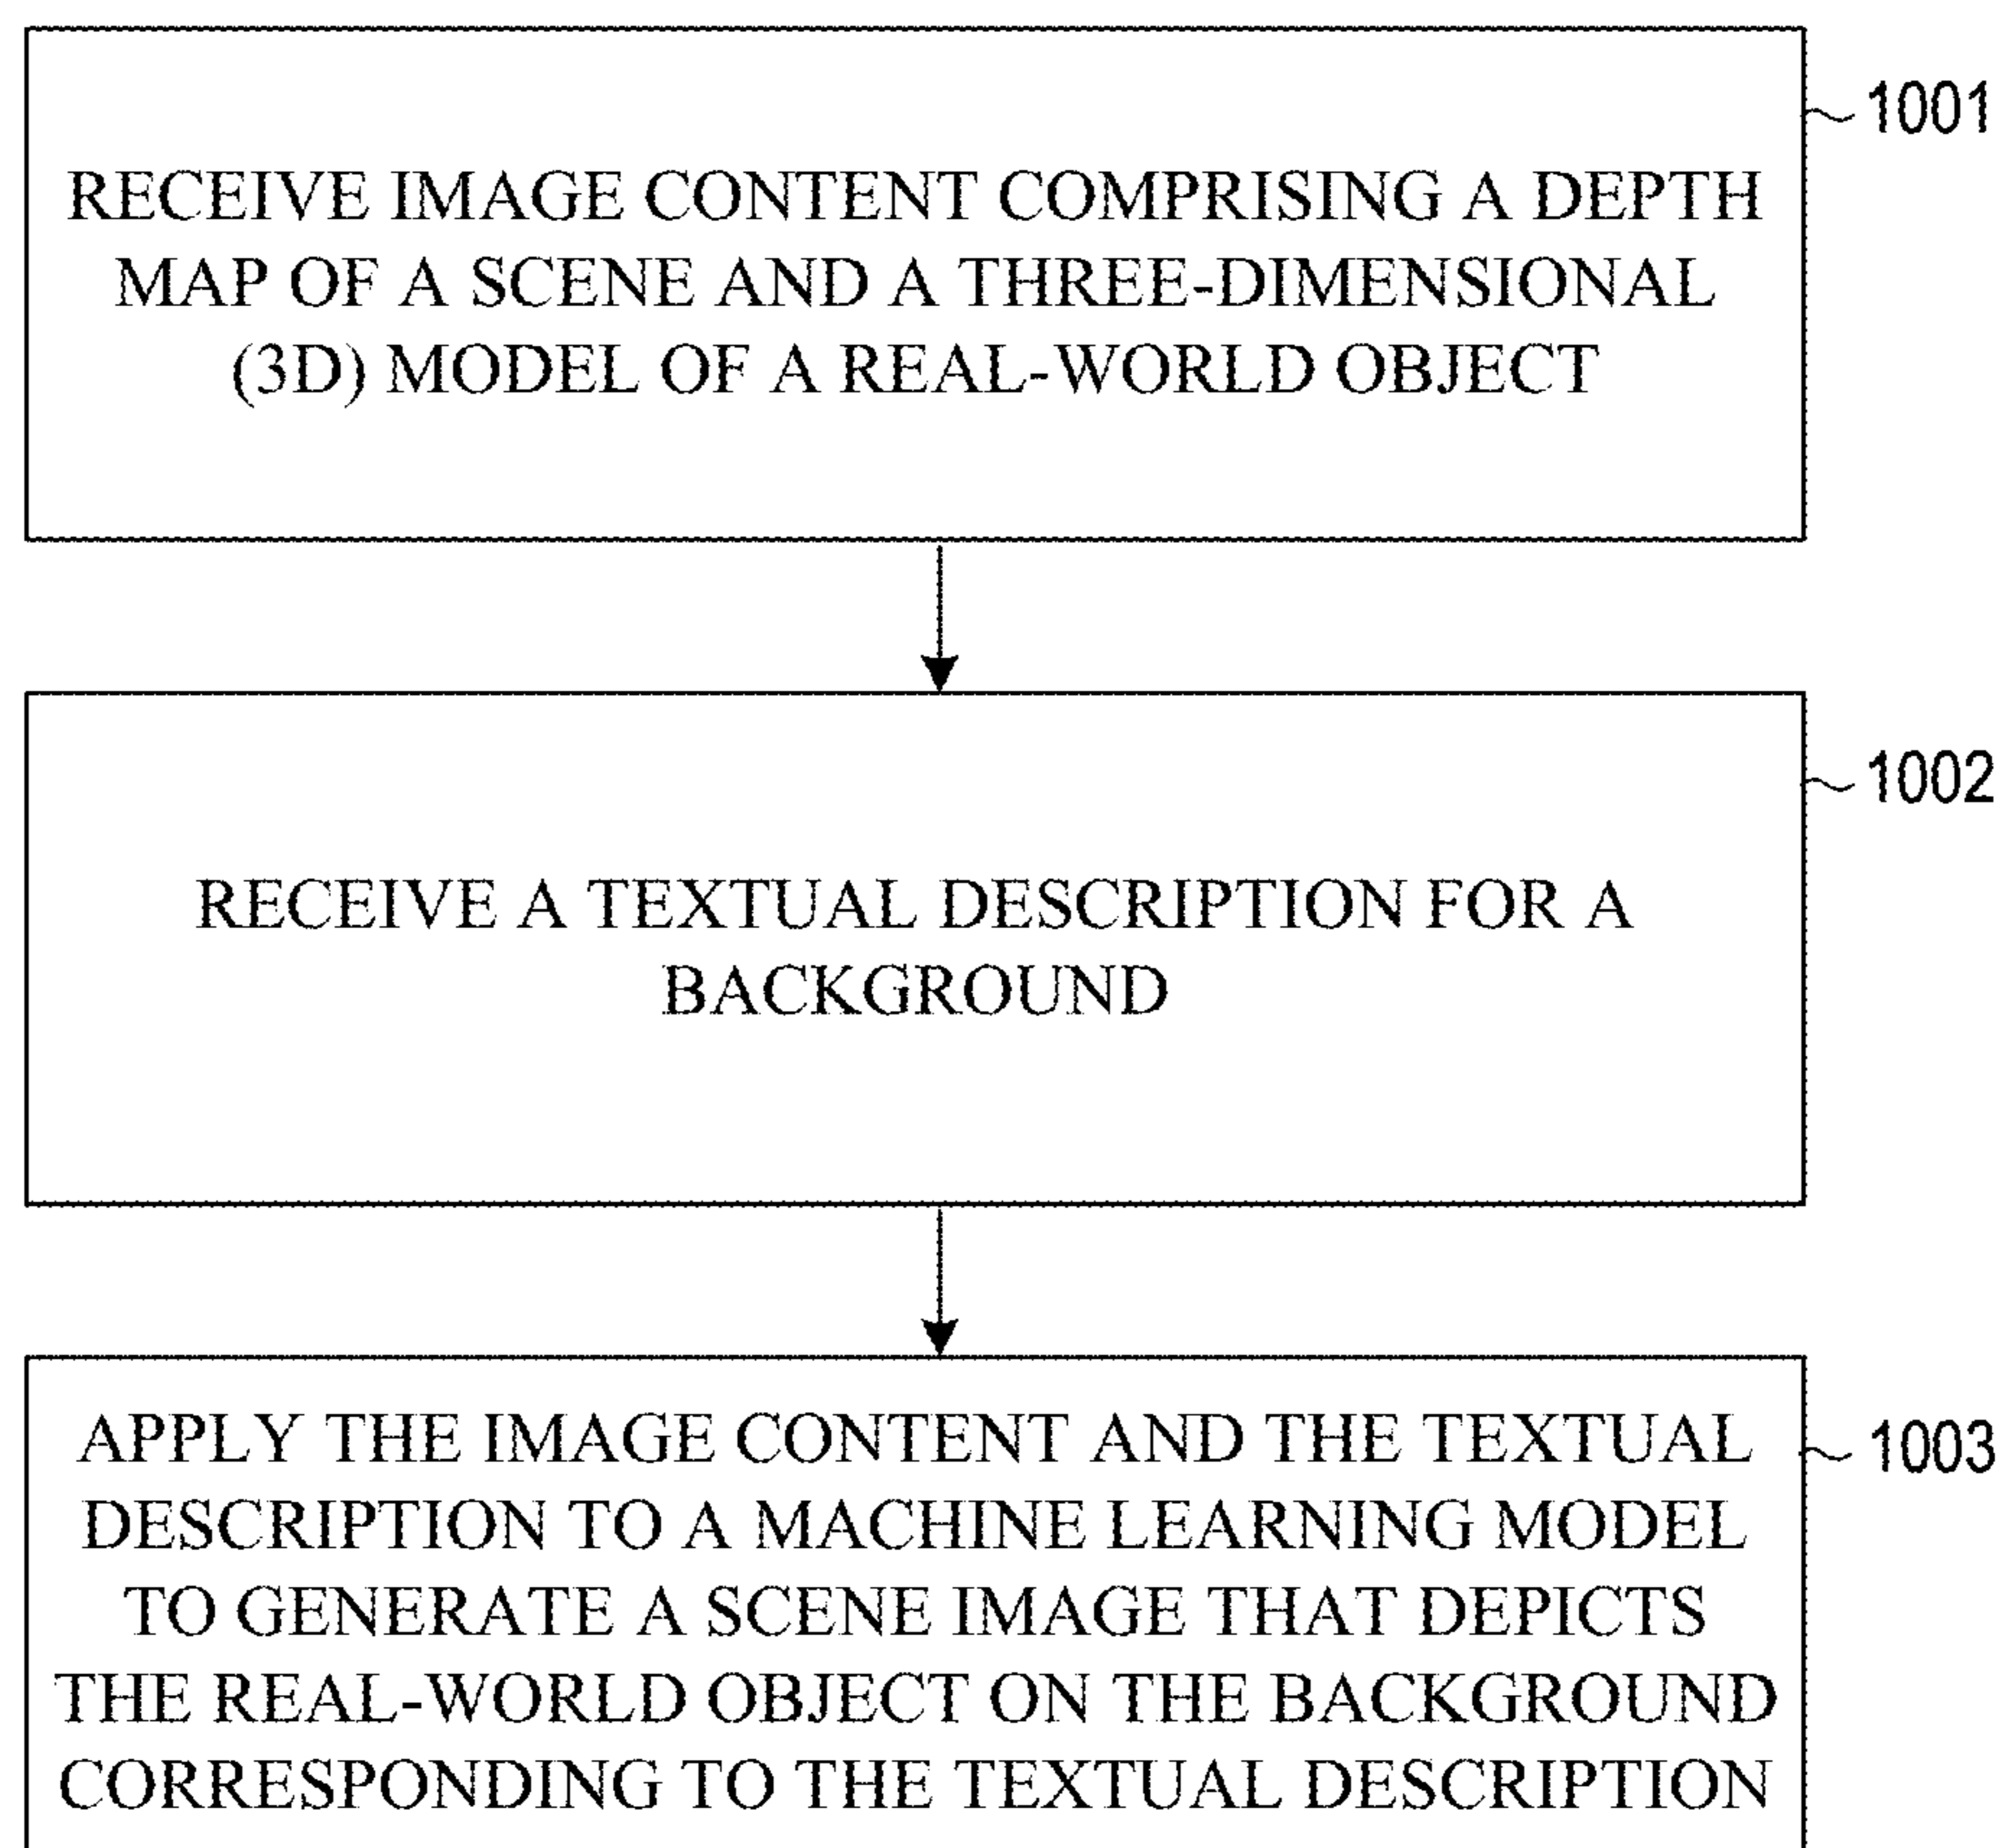 1001
RECEIVE IMAGE CONTENT COMPRISING A DEPTH
MAP OF A SCENE AND A THREE-DIMENSIONAL
(3D) MODEL OF A REAL-WORLD OBJECT
1002
RECEIVE A TEXTUAL DESCRIPTION FOR A
BACKGROUND
1003
APPLY THE IMAGE CONTENT AND THE TEXTUAL
DESCRIPTION TO A MACHINE LEARNING MODEL
TO GENERATE A SCENE IMAGE THAT DEPICTS
THE REAL-WORLD OBJECT ON THE BACKGROUND
CORRESPONDING TO THE TEXTUAL DESCRIPTION